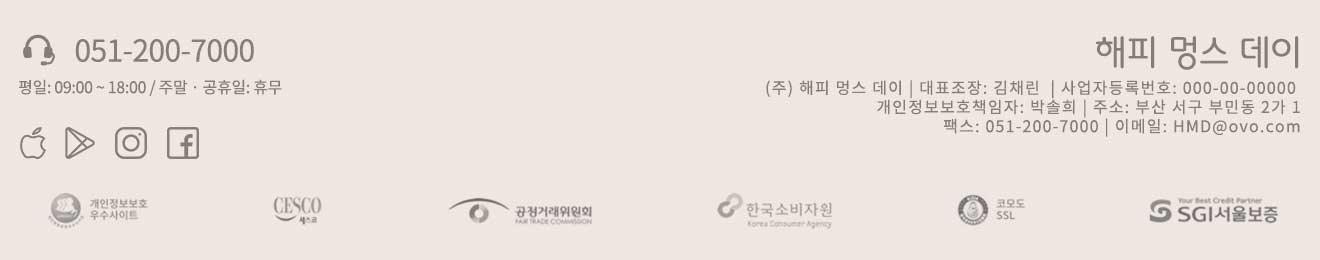 051-200-7000
평일: 09:00 ~ 18:00 / 주말 · 공휴일: 휴무
해피 멍스 데이
(주) 해피 멍스 데이 | 대표조장: 김채린 | 사업자등록번호: 000-00-00000
개인정보보호책임자: 박솔희 | 주소: 부산 서구 부민동 2가 1
팩스: 051-200-7000 | 이메일: HMD@ovo.com
개인정보보호
우수사이트
CESCO
세스코
공정거래위원회
FAIR TRADE COMMISSION
한국소비자원
Korea Consumer Agency
코모도
SSL
Your Best Credit Partner
SGI서울보증